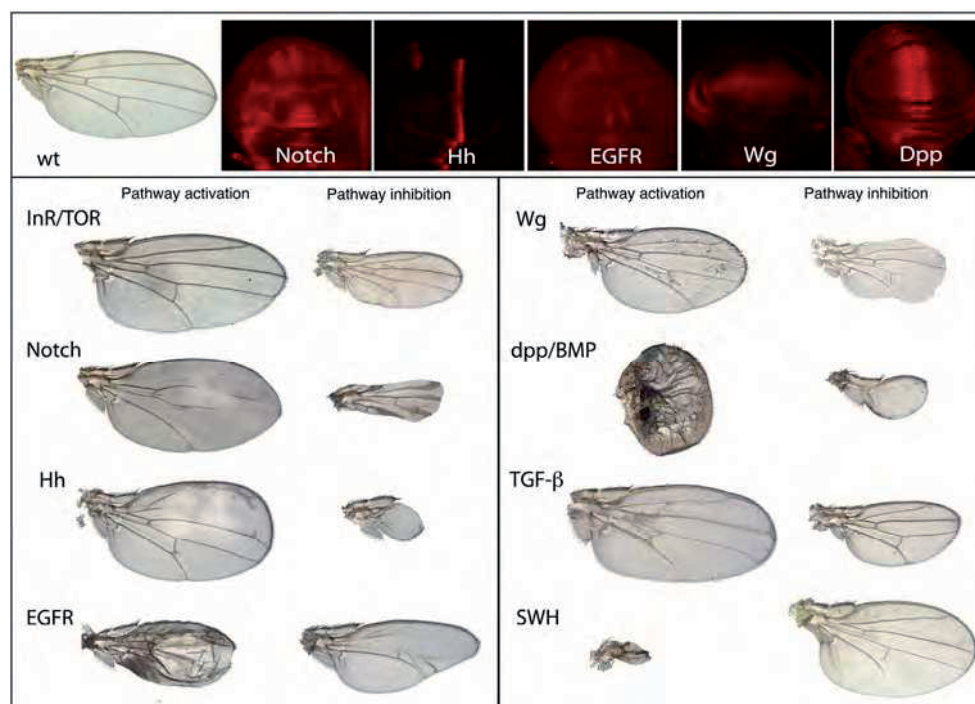 wt
Notch
Hh
EGFR
Wg
Dpp
Pathway activation Pathway inhibition
InR/TOR
Notch
Hh
EGFR
Pathway activation Pathway inhibition
Wg
dpp/BMP
TGF-β
SWH